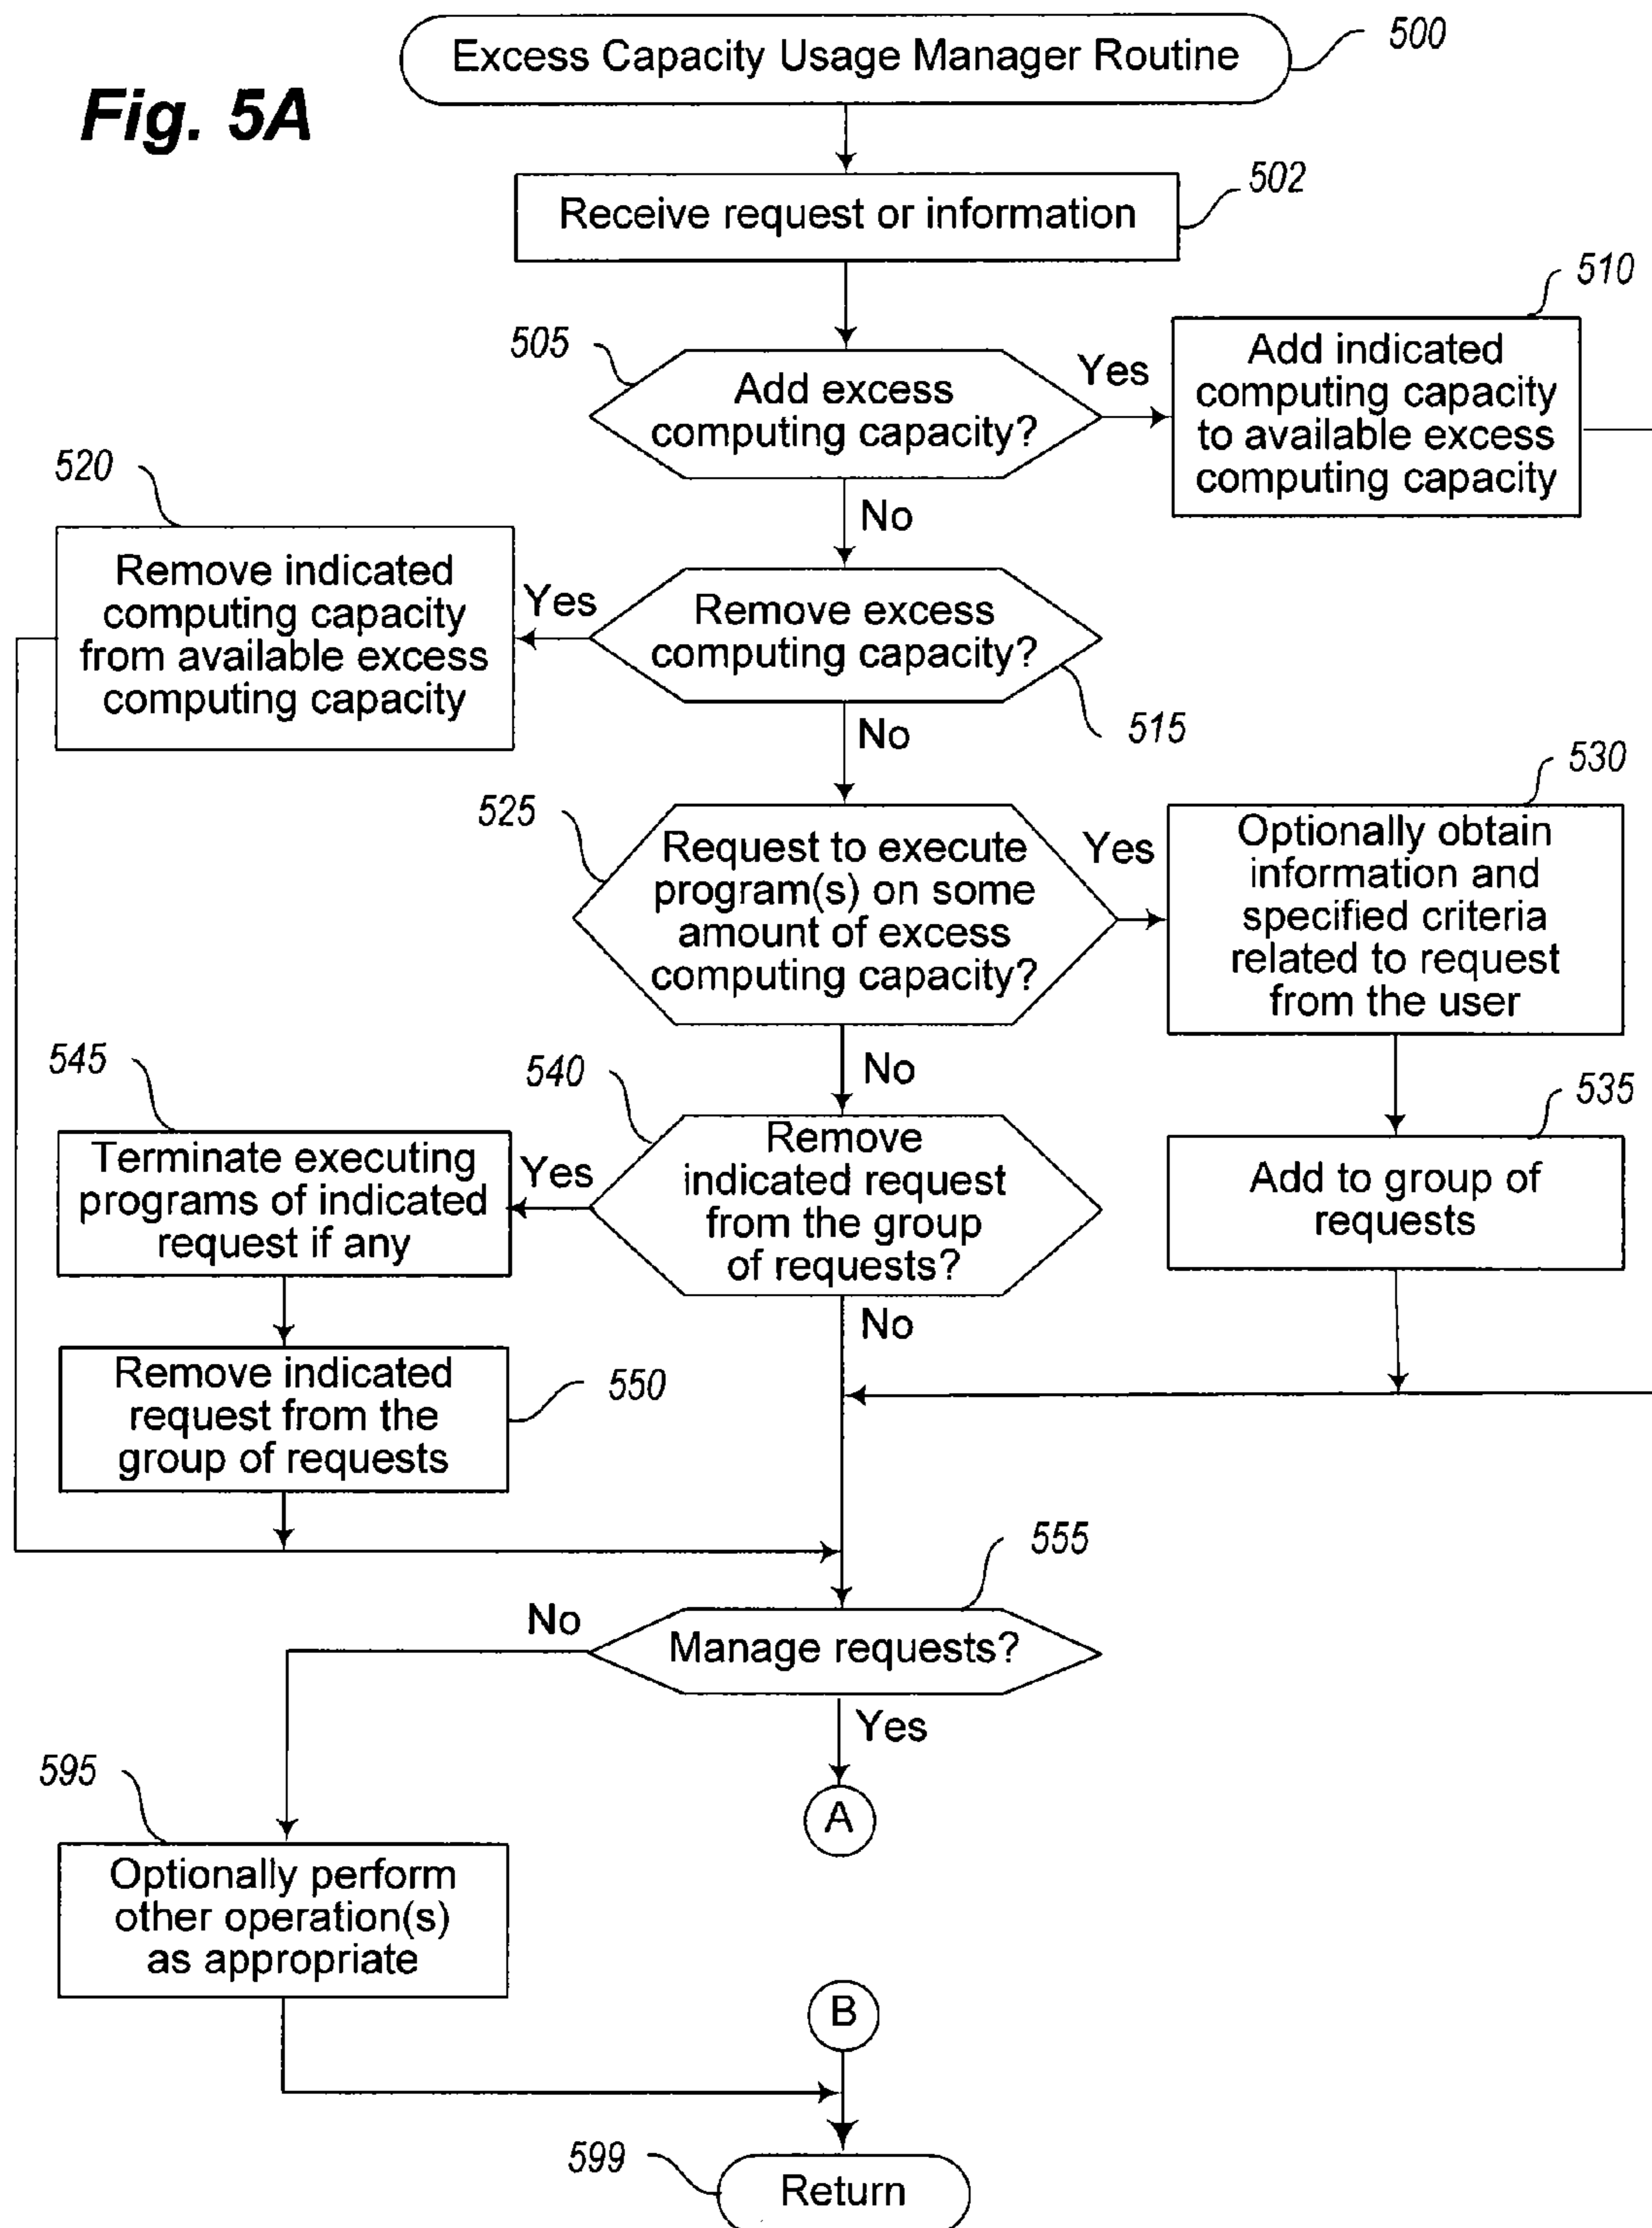 Fig. 5A
Excess Capacity Usage Manager Routine
500
Receive request or information
502
505
Add excess
computing capacity?
Yes
510
Add indicated
computing capacity
to available excess
computing capacity
No
520
Remove indicated
computing capacity
from available excess
computing capacity
Yes
Remove excess
computing capacity?
515
No
525
Request to execute
program(s) on some
amount of excess
computing capacity?
Yes
530
Optionally obtain
information and
specified criteria
related to request
from the user
No
535
Add to group of
requests
540
Remove
indicated request
from the group
of requests?
Yes
545
Terminate executing
programs of indicated
request if any
No
Remove indicated
request from the
group of requests
550
555
Manage requests?
No
Yes
A
595
Optionally perform
other operation(s)
as appropriate
B
599
Return